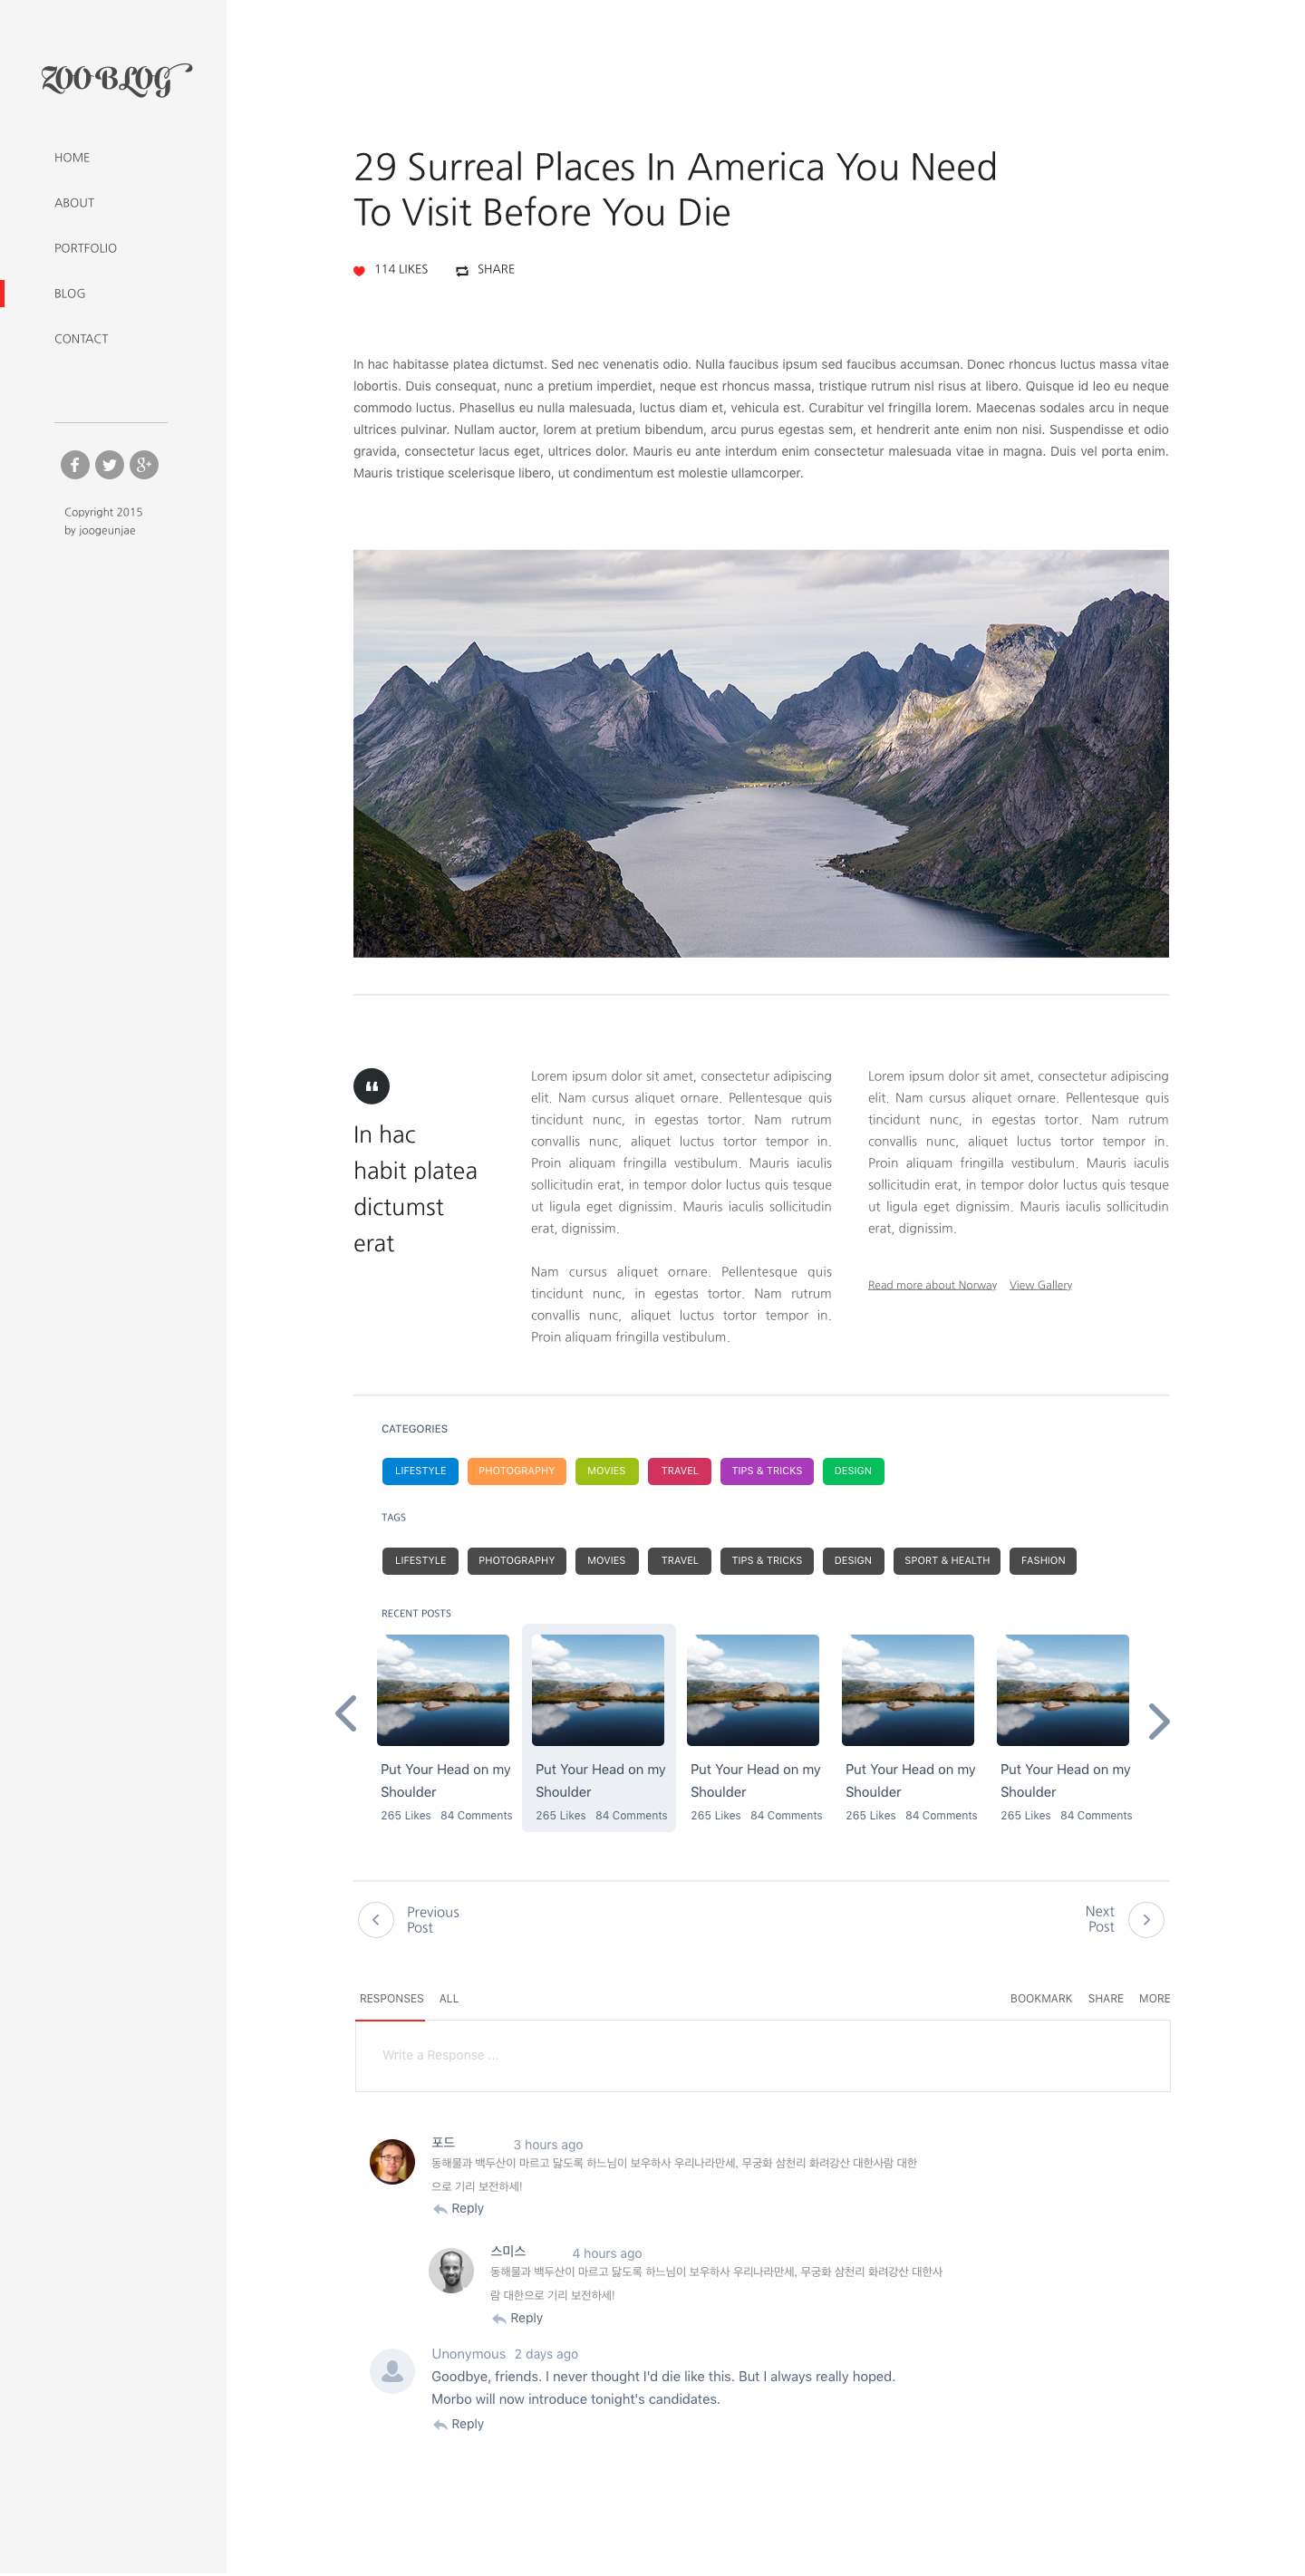 ZOO·BLOG
HOME
ABOUT
PORTFOLIO
BLOG
CONTACT
Copyright 2015
by joogeunjae
29 Surreal Places In America You Need
To Visit Before You Die
114 LIKES SHARE
In hac habitasse platea dictumst. Sed nec venenatis odio. Nulla faucibus ipsum sed faucibus accumsan. Donec rhoncus luctus massa vitae
lobortis. Duis consequat, nunc a pretium imperdiet, neque est rhoncus massa, tristique rutrum nisl risus at libero. Quisque id leo eu neque
commodo luctus. Phasellus eu nulla malesuada, luctus diam et, vehicula est. Curabitur vel fringilla lorem. Maecenas sodales arcu in neque
ultrices pulvinar. Nullam auctor, lorem at pretium bibendum, arcu purus egestas sem, et hendrerit ante enim non nisi. Suspendisse et odio
gravida, consectetur lacus eget, ultrices dolor. Mauris eu ante interdum enim consectetur malesuada vitae in magna. Duis vel porta enim.
Mauris tristique scelerisque libero, ut condimentum est molestie ullamcorper.
In hac
habit platea
dictumst
erat
Lorem ipsum dolor sit amet, consectetur adipiscing
elit. Nam cursus aliquet ornare. Pellentesque quis
tincidunt nunc, in egestas tortor. Nam rutrum
convallis nunc, aliquet luctus tortor tempor in.
Proin aliquam fringilla vestibulum. Mauris iaculis
sollicitudin erat, in tempor dolor luctus quis tesque
ut ligula eget dignissim. Mauris iaculis sollicitudin
erat, dignissim.
Nam cursus aliquet ornare. Pellentesque quis
tincidunt nunc, in egestas tortor. Nam rutrum
convallis nunc, aliquet luctus tortor tempor in.
Proin aliquam fringilla vestibulum.
Lorem ipsum dolor sit amet, consectetur adipiscing
elit. Nam cursus aliquet ornare. Pellentesque quis
tincidunt nunc, in egestas tortor. Nam rutrum
convallis nunc, aliquet luctus tortor tempor in.
Proin aliquam fringilla vestibulum. Mauris iaculis
sollicitudin erat, in tempor dolor luctus quis tesque
ut ligula eget dignissim. Mauris iaculis sollicitudin
erat, dignissim.
Read more about Norway View Gallery
CATEGORIES
LIFESTYLE PHOTOGRAPHY MOVIES TRAVEL TIPS & TRICKS DESIGN
TAGS
LIFESTYLE PHOTOGRAPHY MOVIES TRAVEL TIPS & TRICKS DESIGN SPORT & HEALTH FASHION
RECENT POSTS
Put Your Head on my
Shoulder
265 Likes 84 Comments
Put Your Head on my
Shoulder
265 Likes 84 Comments
Put Your Head on my
Shoulder
265 Likes 84 Comments
Put Your Head on my
Shoulder
265 Likes 84 Comments
Put Your Head on my
Shoulder
265 Likes 84 Comments
Previous
Post
Next
Post
RESPONSES ALL BOOKMARK SHARE MORE
Write a Response ...
포드 3 hours ago
동해물과 백두산이 마르고 닳도록 하느님이 보우하사 우리나라만세, 무궁화 삼천리 화려강산 대한사람 대한
으로 기리 보전하세!
Reply
스미스 4 hours ago
동해물과 백두산이 마르고 닳도록 하느님이 보우하사 우리나라만세, 무궁화 삼천리 화려강산 대한사
람 대한으로 기리 보전하세!
Reply
Unonymous 2 days ago
Goodbye, friends. I never thought I'd die like this. But I always really hoped.
Morbo will now introduce tonight's candidates.
Reply